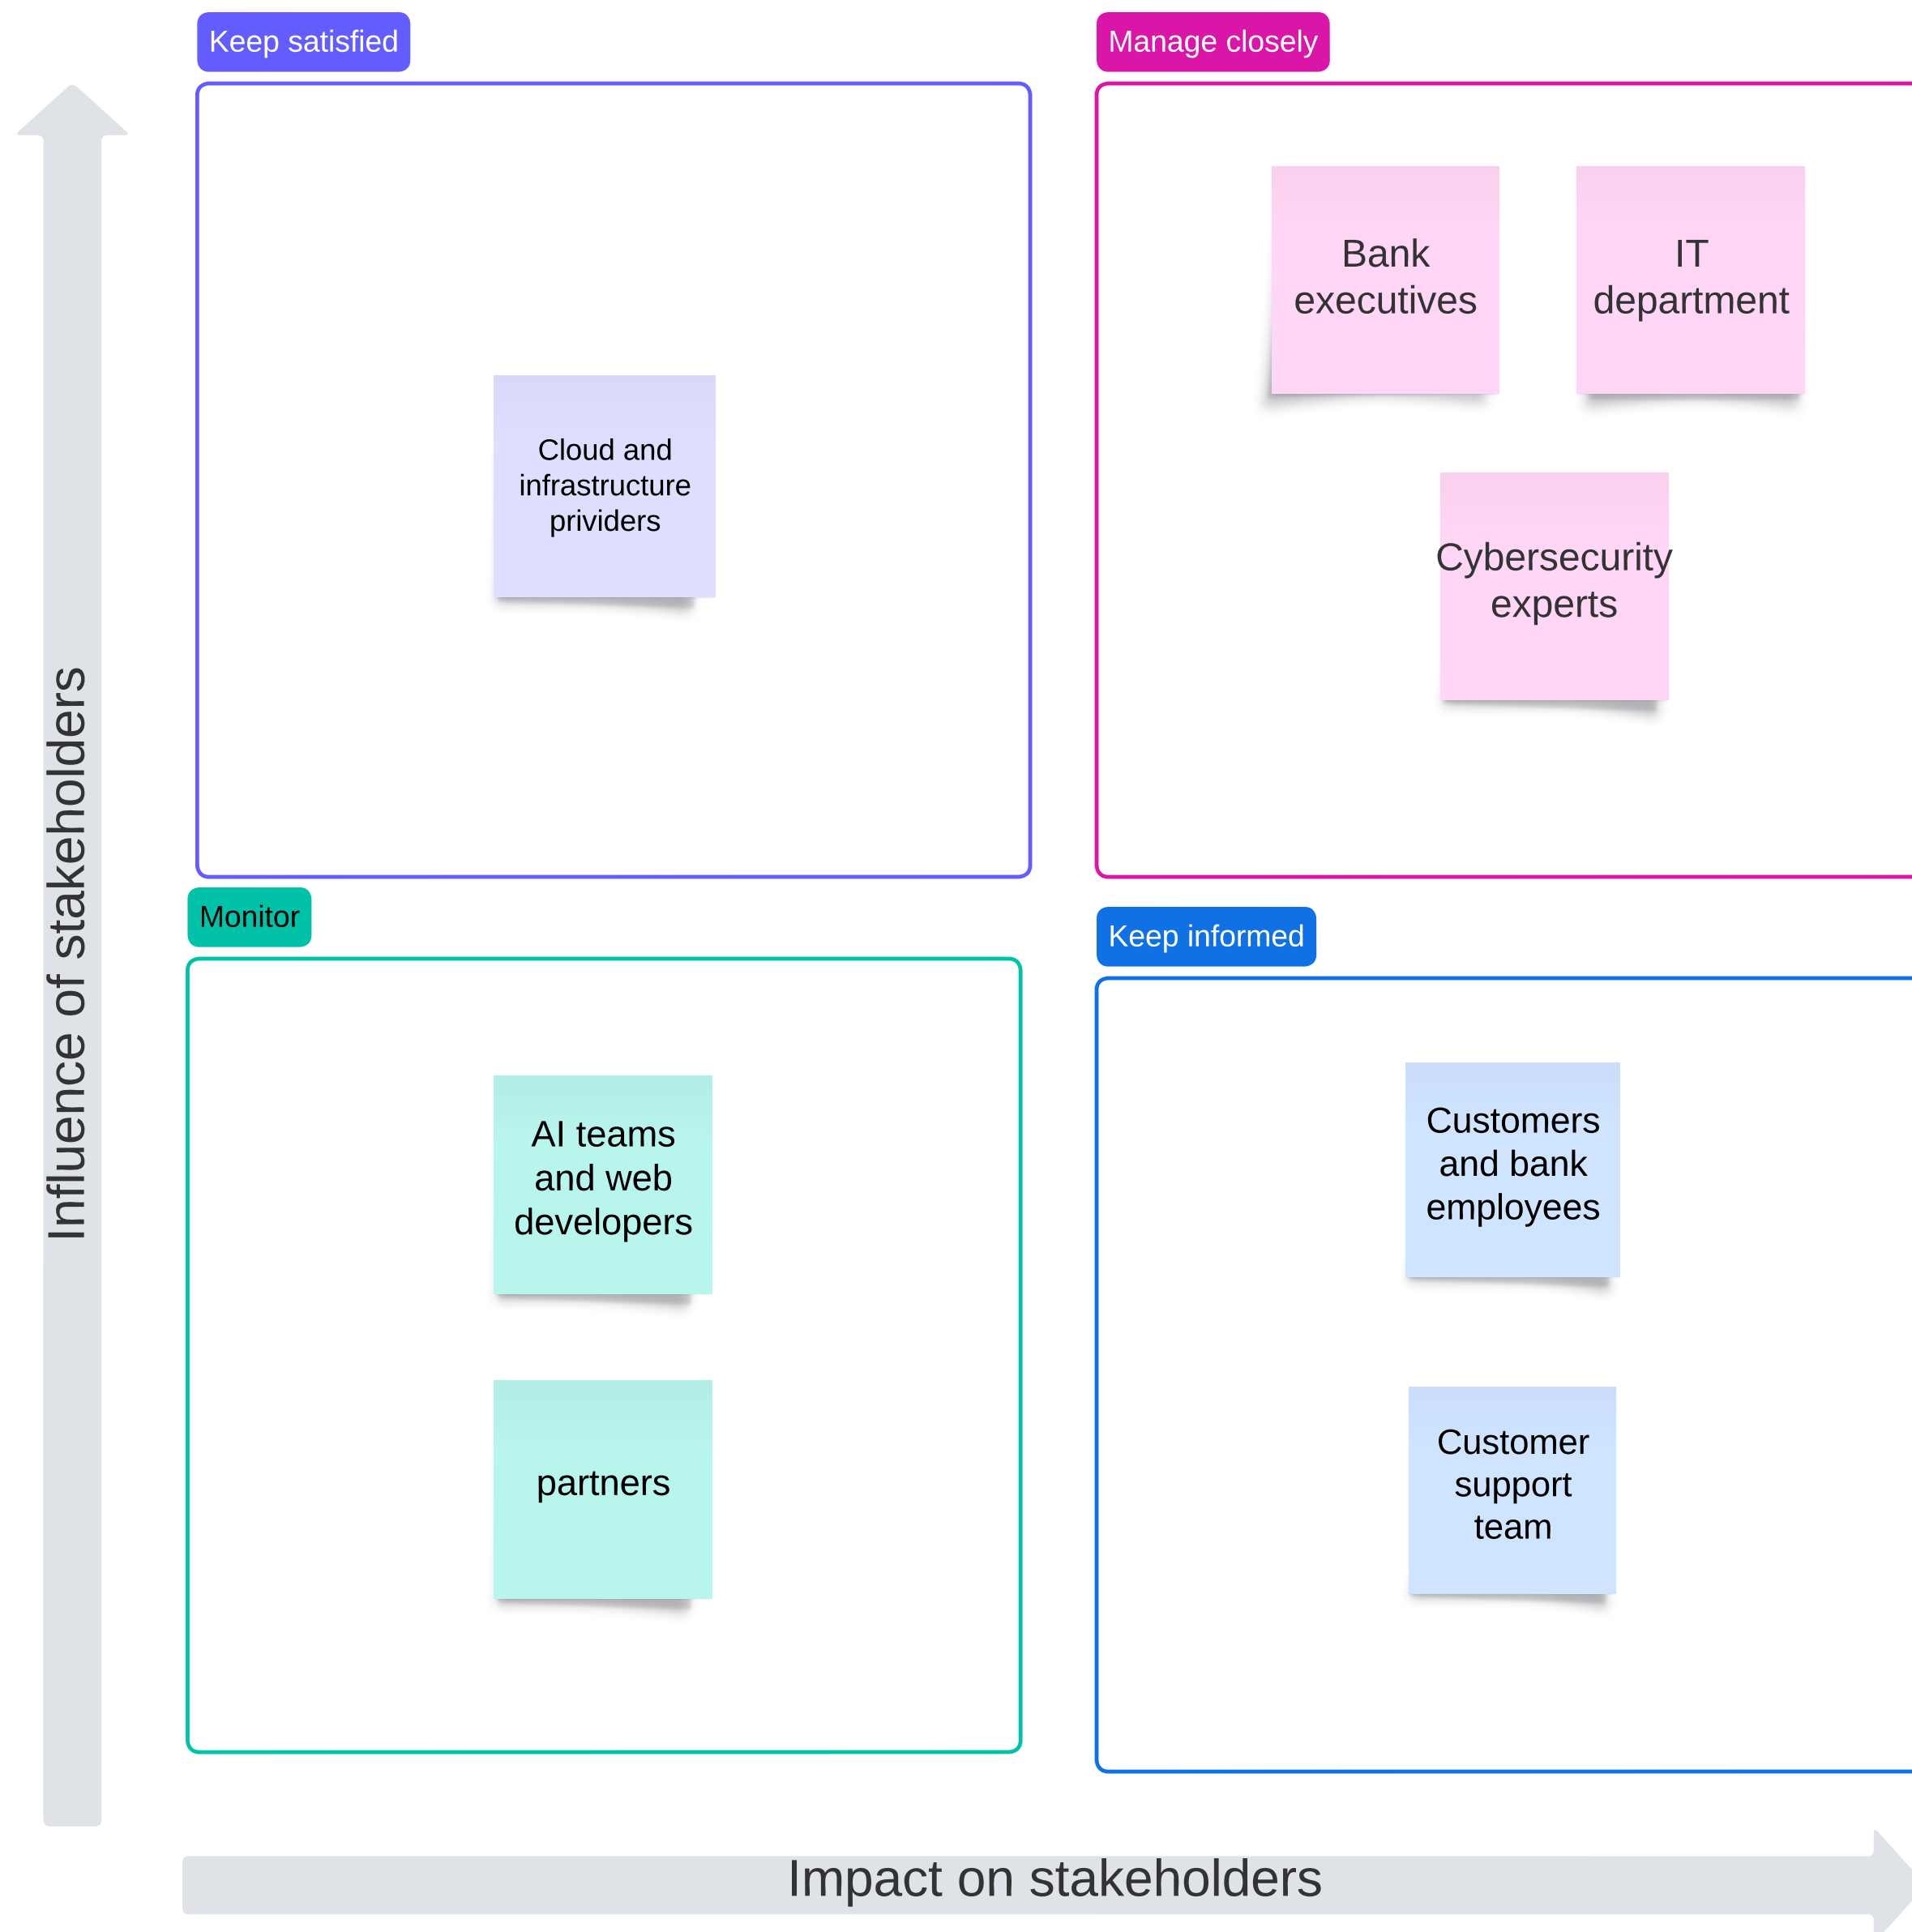 Keep satisfied
Manage closely
Influence of stakeholders
Bank
executives
IT
department
Cloud and
infrastructure
prividers
Cybersecurity
experts
Monitor
Keep informed
AI teams
and web
developers
Customers
and bank
employees
partners
Customer
support
team
Impact on stakeholders